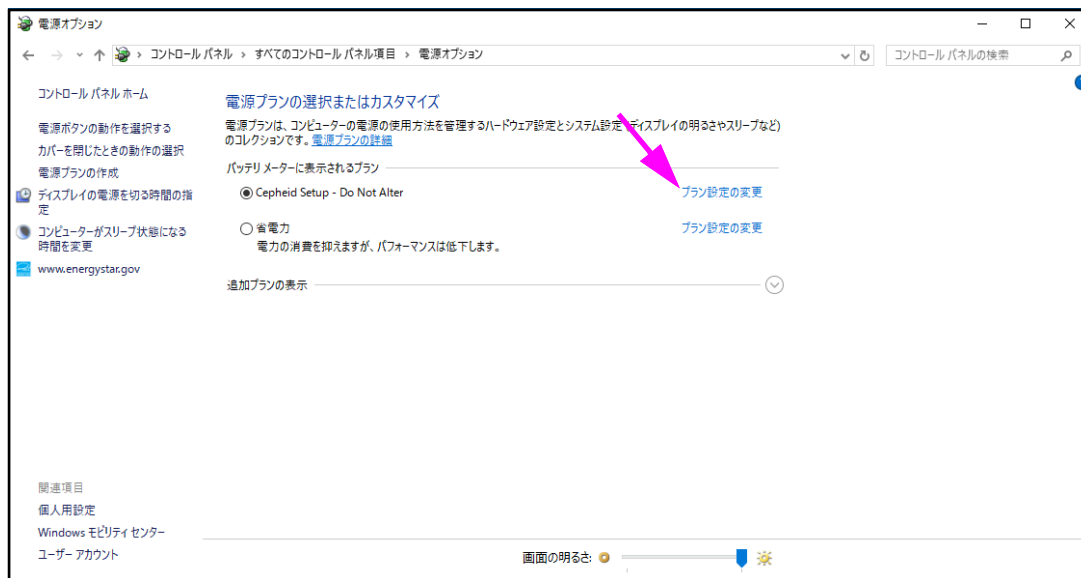 電源オプション
コントロール パネル › すべてのコントロール パネル項目 › 電源オプション
コントロール パネルの検索
コントロール パネル ホーム
電源ボタンの動作を選択する
カバーを閉じたときの動作の選択
電源プランの作成
ディスプレイの電源を切る時間の指
定
コンピューターがスリープ状態になる
時間を変更
www.energystar.gov
電源プランの選択またはカスタマイズ
電源プランは、コンピューターの電源の使用方法を管理するハードウェア設定とシステム設定 (ディスプレイの明るさやスリープなど)
のコレクションです。電源プランの詳細
バッテリ メーターに表示されるプラン
Cepheid Setup - Do Not Alter プラン設定の変更
省電力 プラン設定の変更
電力の消費を抑えますが、パフォーマンスは低下します。
追加プランの表示
関連項目
個人用設定
Windows モビリティ センター
ユーザー アカウント
画面の明るさ: